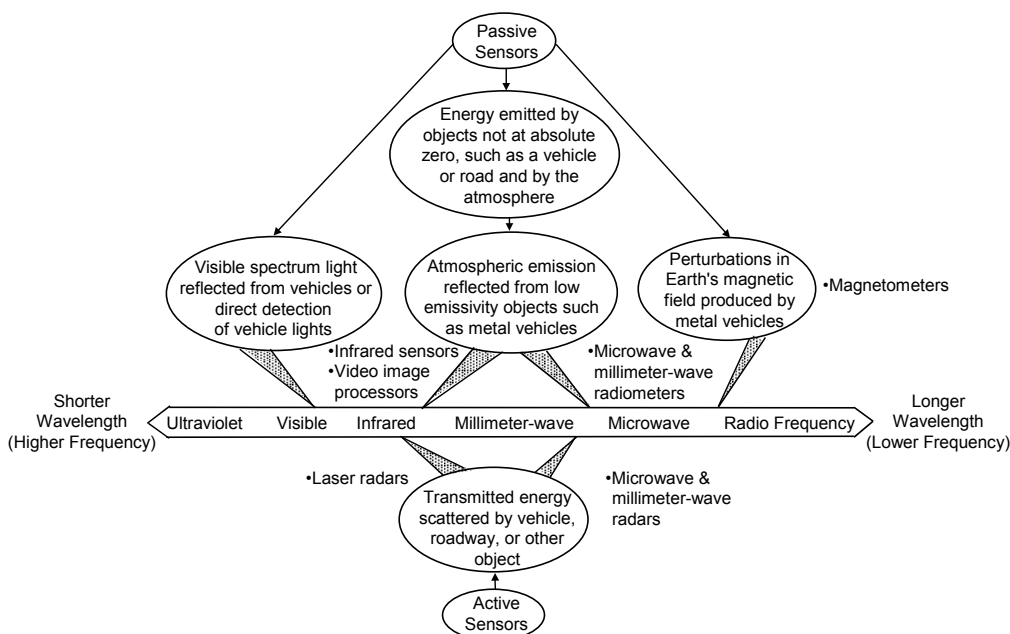 Passive
Sensors
Energy emitted by
objects not at absolute
zero, such as a vehicle
or road and by the
atmosphere
Visible spectrum light
reflected from vehicles or
direct detection
of vehicle lights
Atmospheric emission
reflected from low
emissivity objects such
as metal vehicles
Perturbations in
Earth's magnetic
field produced by
metal vehicles
•Magnetometers
•Infrared sensors
•Video image
processors
•Microwave &
millimeter-wave
radiometers
Shorter
Wavelength
(Higher Frequency)
Ultraviolet Visible Infrared Millimeter-wave Microwave Radio Frequency
Longer
Wavelength
(Lower Frequency)
•Laser radars
Transmitted energy
scattered by vehicle,
roadway, or other
object
•Microwave &
millimeter-wave
radars
Active
Sensors